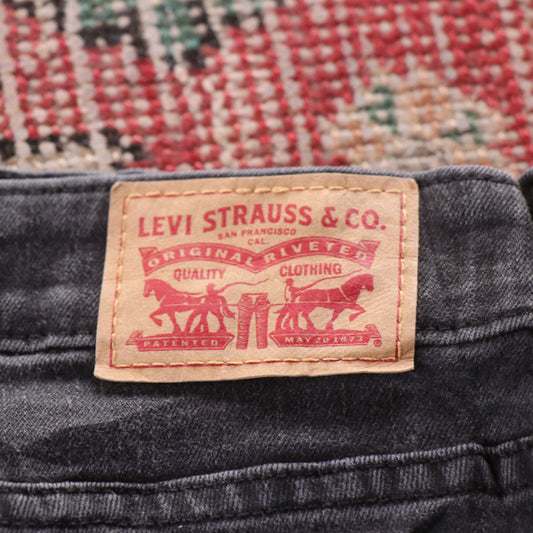 LEVI STRAUSS & CO.
SAN FRANCISCO
CAL.
ORIGINAL RIVETED
QUALITY CLOTHING
PATENTED MAY 20 1873 ®